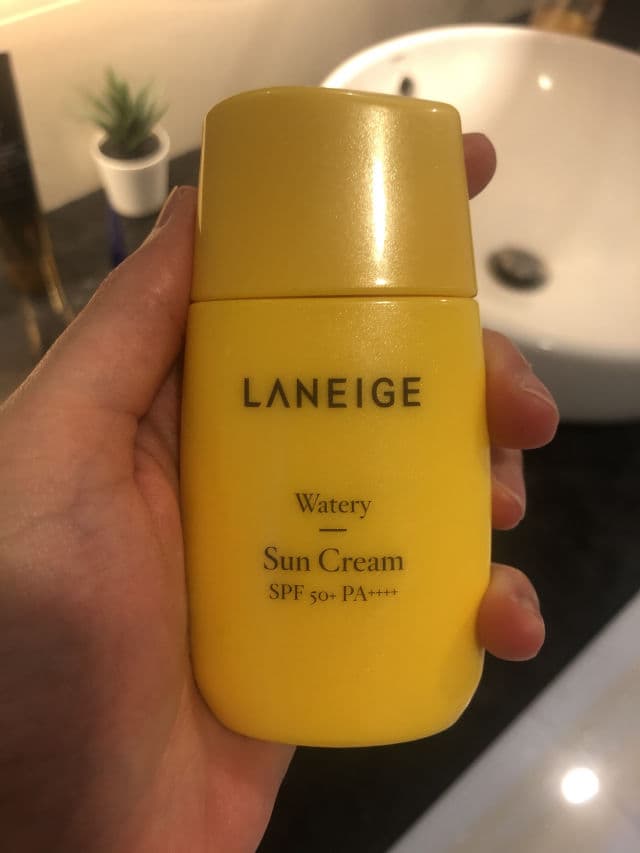 LANEIGE
Watery
Sun Cream
SPF 50+ PA++++